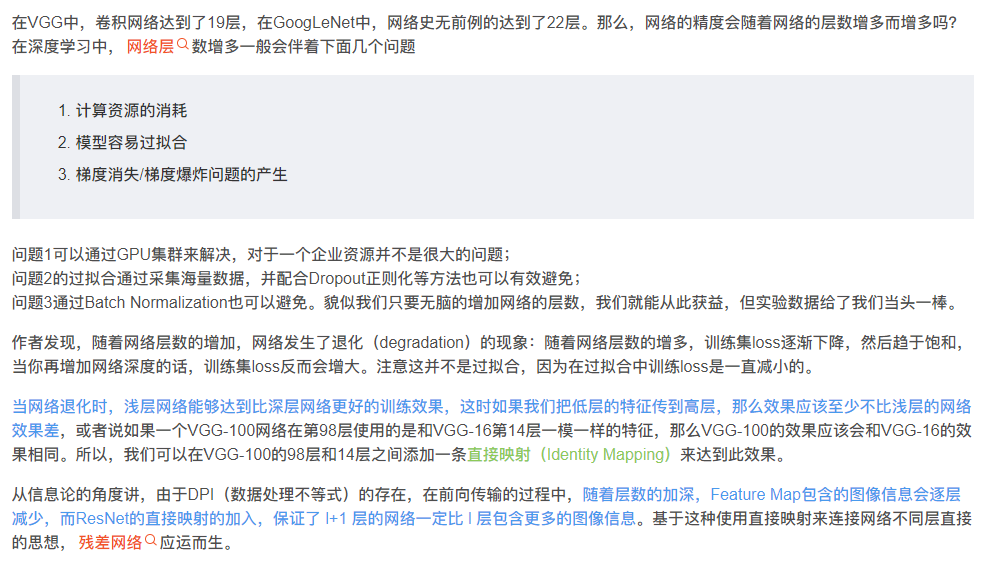 在VGG中，卷积网络达到了19层，在GoogLeNet中，网络史无前例的达到了22层。那么，网络的精度会随着网络的层数增多而增多吗？
在深度学习中，网络层数增多一般会伴着下面几个问题
1. 计算资源的消耗
2. 模型容易过拟合
3. 梯度消失/梯度爆炸问题的产生
问题1可以通过GPU集群来解决，对于一个企业资源并不是很大的问题；
问题2的过拟合通过采集海量数据，并配合Dropout正则化等方法也可以有效避免；
问题3通过Batch Normalization也可以避免。貌似我们只要无脑的增加网络的层数，我们就能从此获益，但实验数据给了我们当头一棒。
作者发现，随着网络层数的增加，网络发生了退化（degradation）的现象：随着网络层数的增多，训练集loss逐渐下降，然后趋于饱和，
当你再增加网络深度的话，训练集loss反而会增大。注意这并不是过拟合，因为在过拟合中训练loss是一直减小的。
当网络退化时，浅层网络能够达到比深层网络更好的训练效果，这时如果我们把低层的特征传到高层，那么效果应该至少不比浅层的网络
效果差，或者说如果一个VGG-100网络在第98层使用的是和VGG-16第14层一模一样的特征，那么VGG-100的效果应该会和VGG-16的效
果相同。所以，我们可以在VGG-100的98层和14层之间添加一条直接映射（Identity Mapping）来达到此效果。
从信息论的角度讲，由于DPI（数据处理不等式）的存在，在前向传输的过程中，随着层数的加深，Feature Map包含的图像信息会逐层
减少，而ResNet的直接映射的加入，保证了 l+1 层的网络一定比 l 层包含更多的图像信息。基于这种使用直接映射来连接网络不同层直接
的思想，残差网络应运而生。